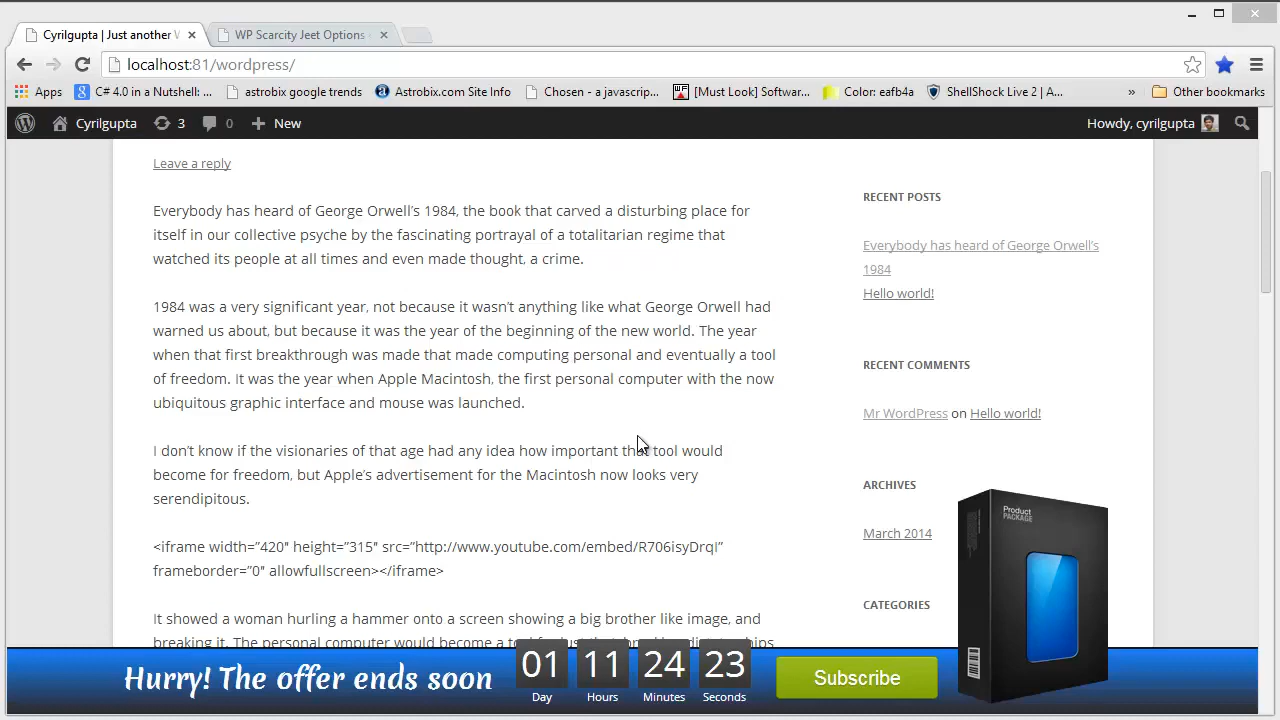 Cyrilgupta | Just another W
WP Scarcity Jeet Options
localhost:81/wordpress/
Apps
C# 4.0 in a Nutshell: ...
astrobix google trends
Astrobix.com Site Info
Chosen - a javascrip...
[Must Look] Softwar...
Color: eafb4a
ShellShock Live 2 | A...
»
Other bookmarks
Cyrilgupta
3
0
+ New
Howdy, cyrilgupta
Leave a reply
Everybody has heard of George Orwell’s 1984, the book that carved a disturbing place for
itself in our collective psyche by the fascinating portrayal of a totalitarian regime that
watched its people at all times and even made thought, a crime.
1984 was a very significant year, not because it wasn’t anything like what George Orwell had
warned us about, but because it was the year of the beginning of the new world. The year
when that first breakthrough was made that made computing personal and eventually a tool
of freedom. It was the year when Apple Macintosh, the first personal computer with the now
ubiquitous graphic interface and mouse was launched.
I don’t know if the visionaries of that age had any idea how important that tool would
become for freedom, but Apple’s advertisement for the Macintosh now looks very
serendipitous.
<iframe width=”420″ height=”315″ src=”http://www.youtube.com/embed/R706isyDrqI”
frameborder=”0″ allowfullscreen></iframe>
It showed a woman hurling a hammer onto a screen showing a big brother like image, and
breaking it. The personal computer would become a
RECENT POSTS
Everybody has heard of George Orwell’s
1984
Hello world!
RECENT COMMENTS
Mr WordPress on Hello world!
ARCHIVES
March 2014
CATEGORIES
Product
PACKAGE
Hurry! The offer ends soon
01 11 24 23
Day Hours Minutes Seconds
Subscribe